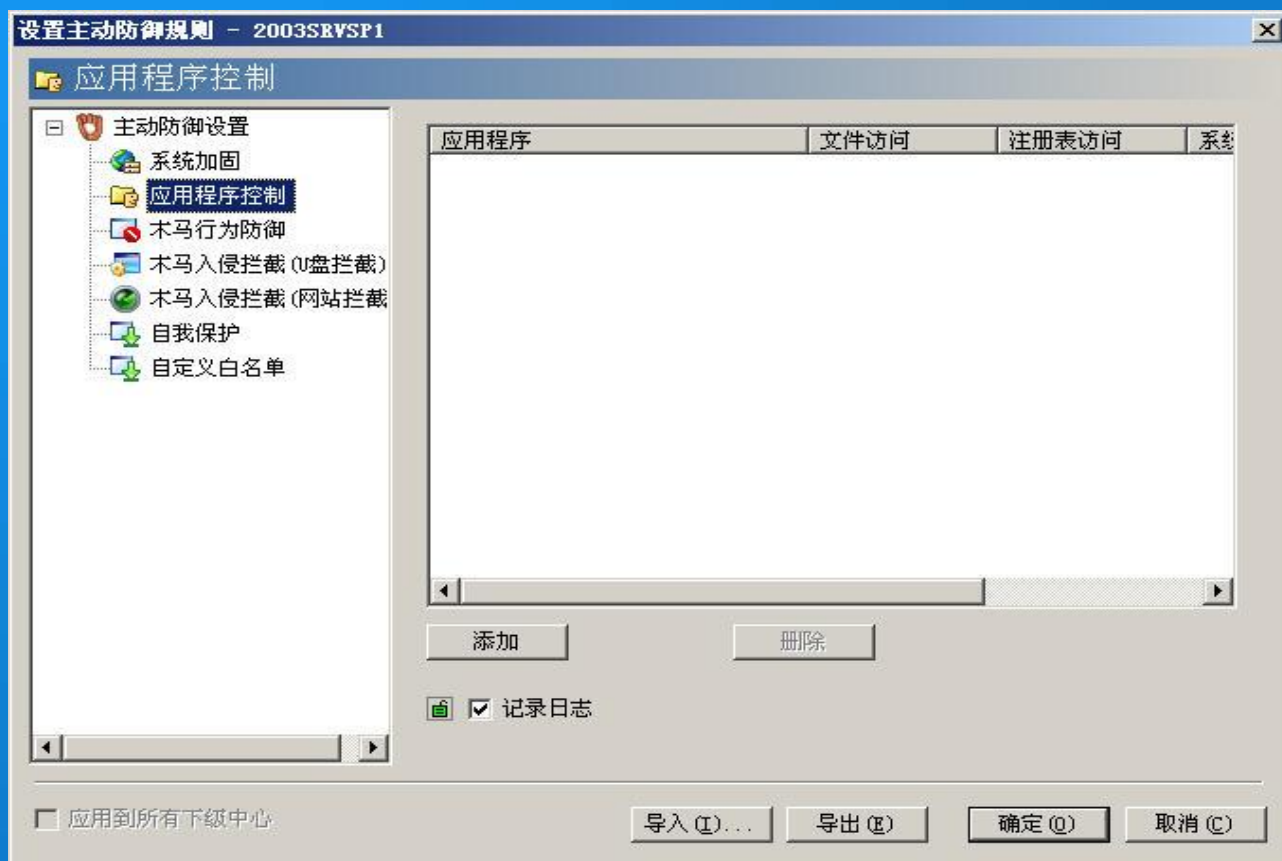 设置主动防御规则 - 2003SRVSP1
应用程序控制
主动防御设置
系统加固
应用程序控制
木马行为防御
木马入侵拦截(U盘拦截)
木马入侵拦截(网站拦截
自我保护
自定义白名单
应用程序 文件访问 注册表访问 系统
添加 删除
记录日志
应用到所有下级中心
导入(I)... 导出(E) 确定(O) 取消(C)